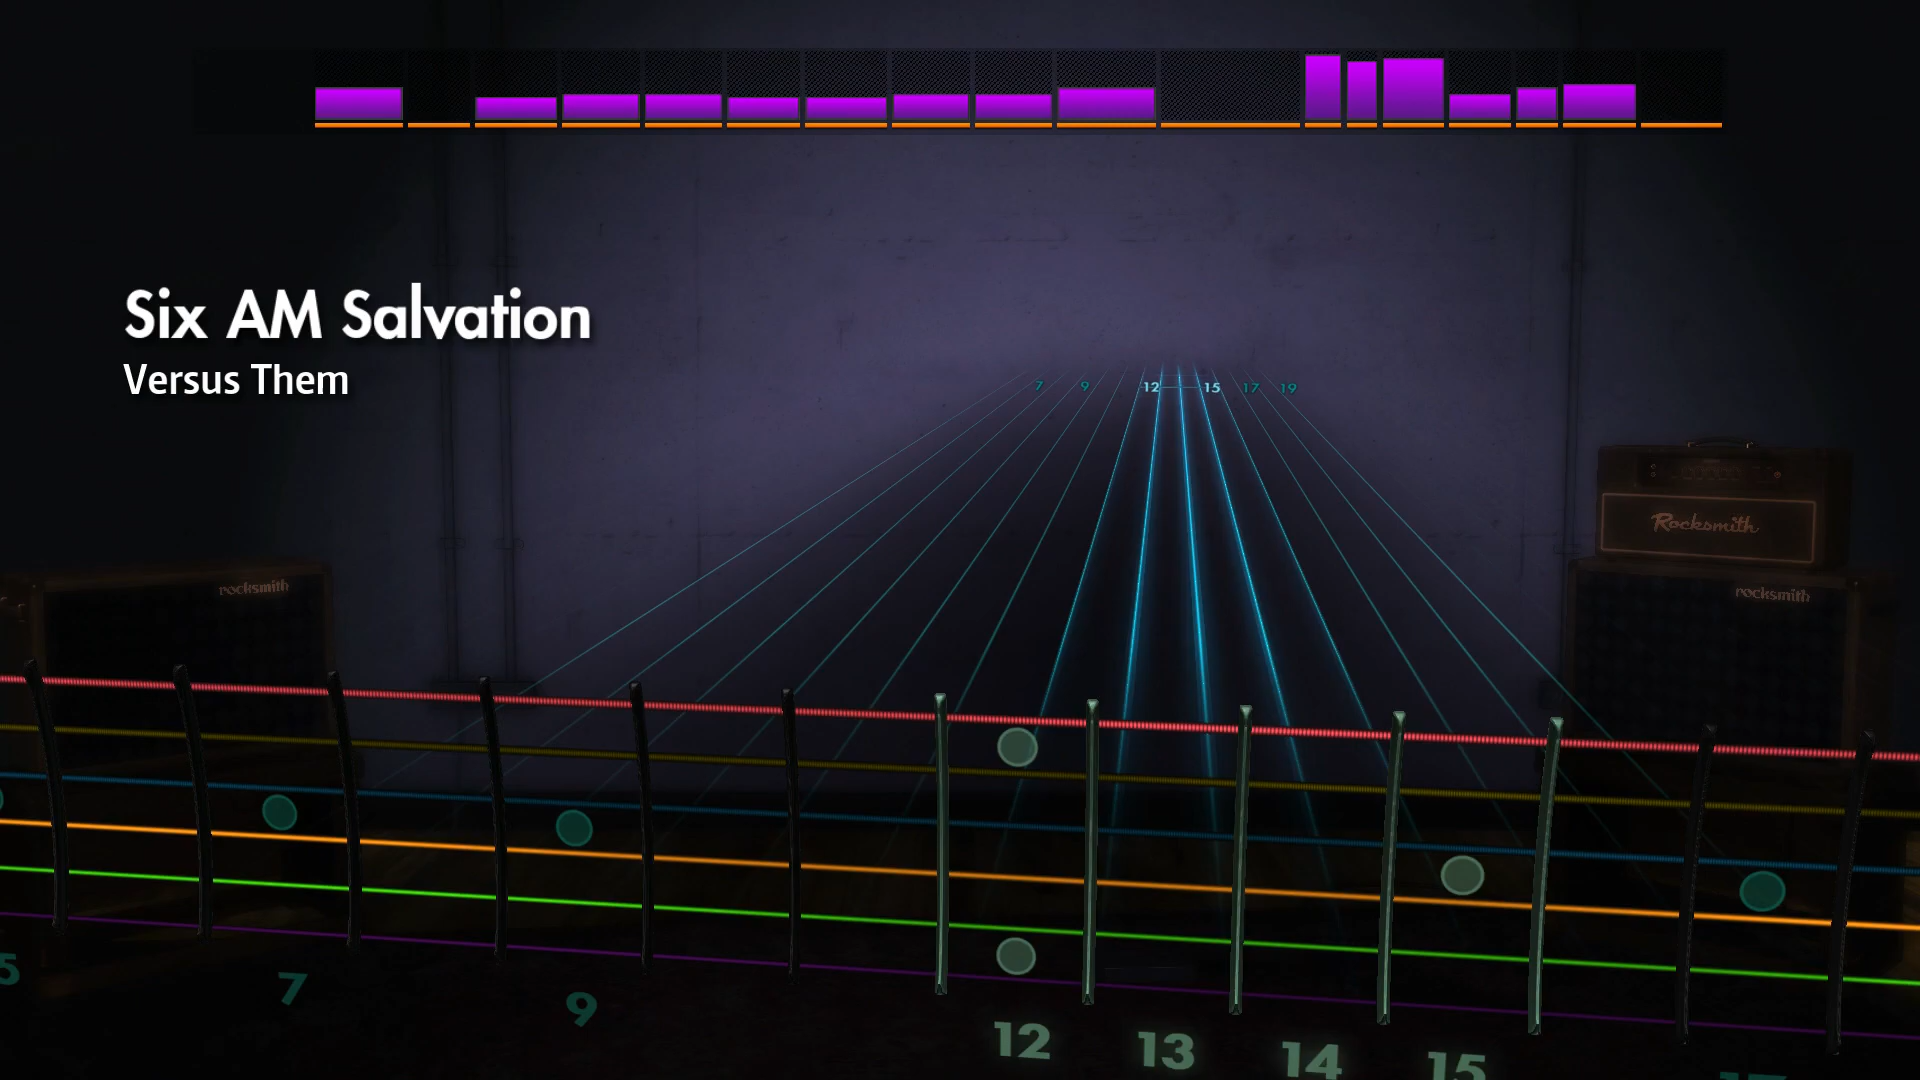 Six AM Salvation
Versus Them
7 9 12 15 17 19
Rocksmith
rocksmith
rocksmith
5 7 9 12 13 14 15